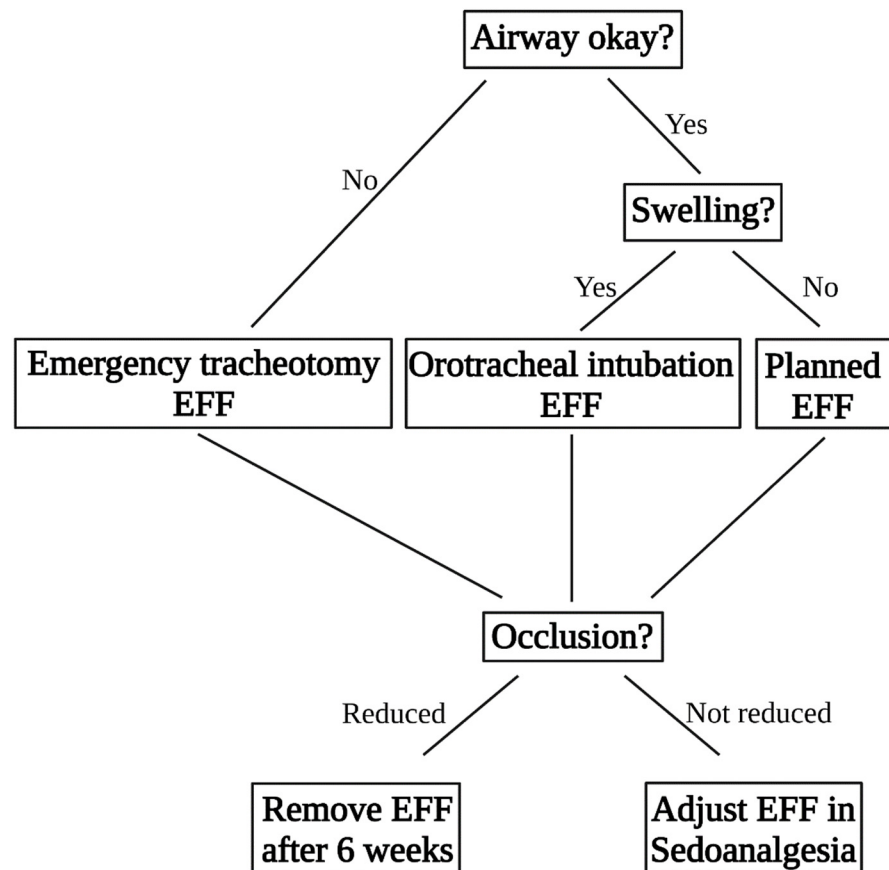 Airway okay?
Yes
No
Swelling?
Yes
No
Emergency tracheotomy
EFF
Orotracheal intubation
EFF
Planned
EFF
Occlusion?
Reduced
Not reduced
Remove EFF
after 6 weeks
Adjust EFF in
Sedoanalgesia